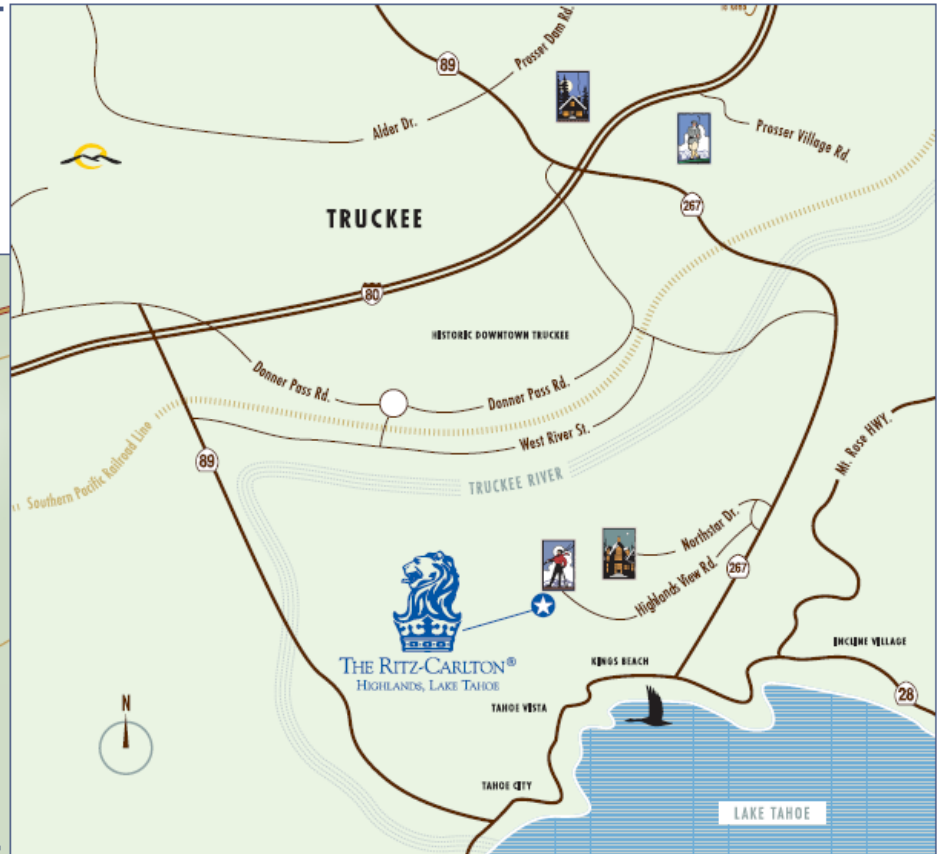 89
Prosser Dam Rd.
Alder Dr.
Prosser Village Rd.
TRUCKEE
267
80
HISTORIC DOWNTOWN TRUCKEE
Donner Pass Rd.
Donner Pass Rd.
West River St.
Mt. Rose HWY.
89
Southern Pacific Railroad Line
TRUCKEE RIVER
Northstar Dr.
267
Highlands View Rd.
THE RITZ-CARLTON®
HIGHLANDS, LAKE TAHOE
KINGS BEACH
INCLINE VILLAGE
28
TAHOE VISTA
N
TAHOE CITY
LAKE TAHOE